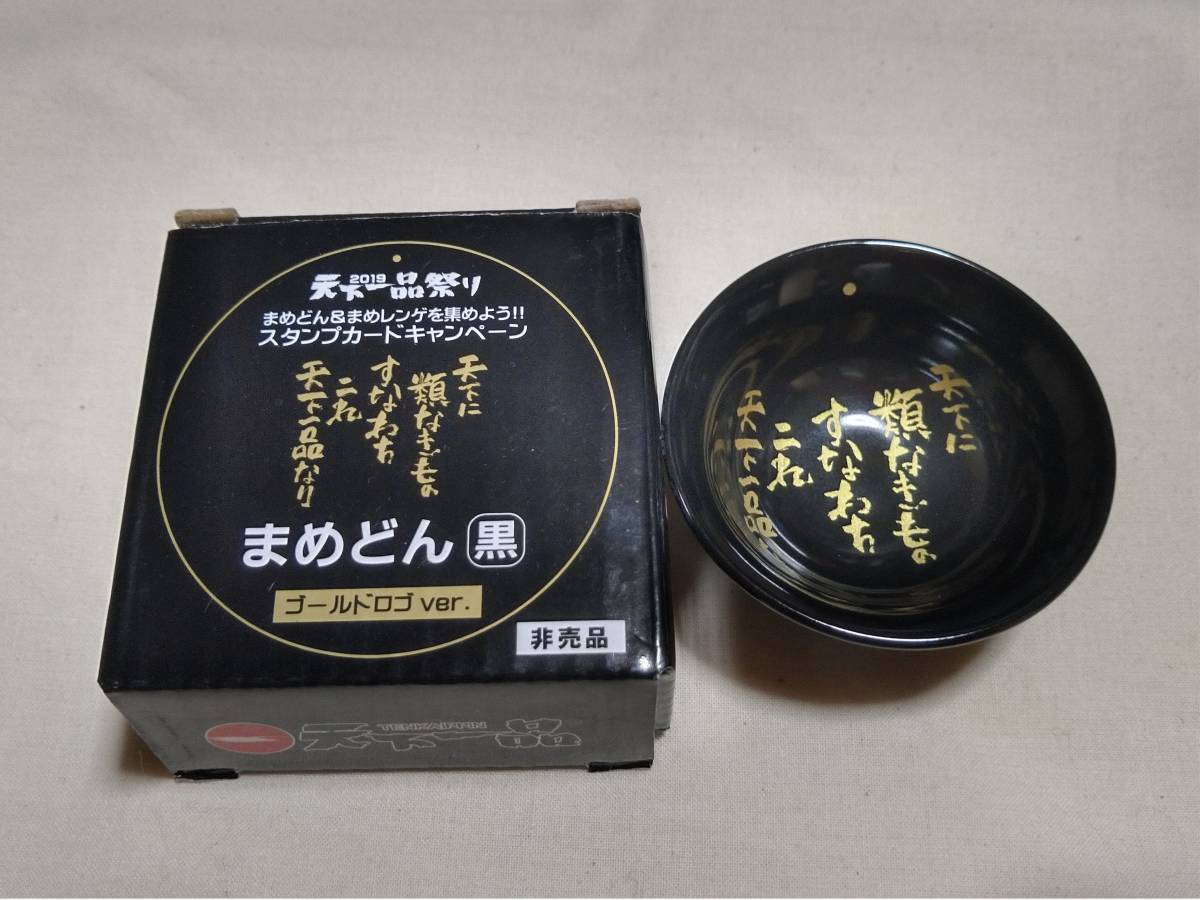 2019
天下一品祭り
まめどん&まめレンゲを集めよう!!
スタンプカードキャンペーン
天下に
類なきもの
すなわち
二れ
天下一品なり
まめどん 黒
ゴールドロゴ ver.
非売品
TENKAIPPIN
天下一品
天下に
類なきもの
すなわち
二れ
天下一品